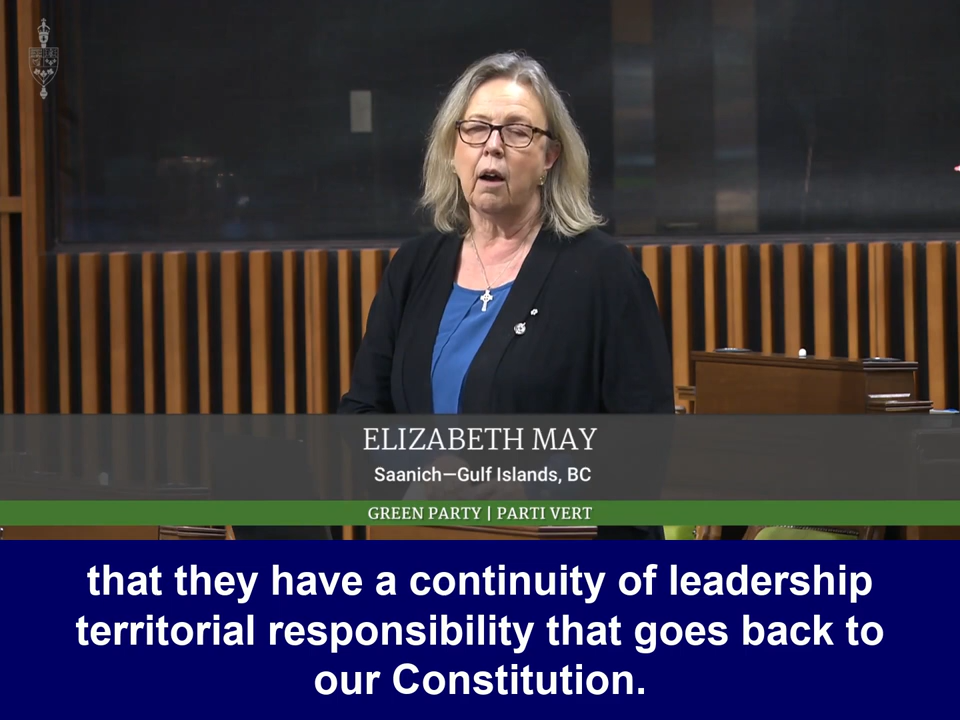 ELIZABETH MAY
Saanich—Gulf Islands, BC
GREEN PARTY | PARTI VERT
that they have a continuity of leadership
territorial responsibility that goes back to
our Constitution.